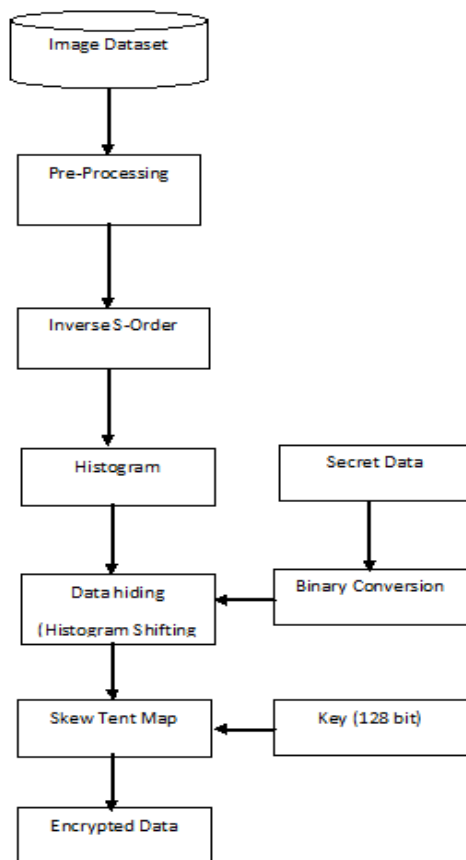 Image Dataset
Pre-Processing
Inverse S-Order
Histogram
Secret Data
Data hiding
(Histogram Shifting
Binary Conversion
Skew Tent Map
Key (128 bit)
Encrypted Data